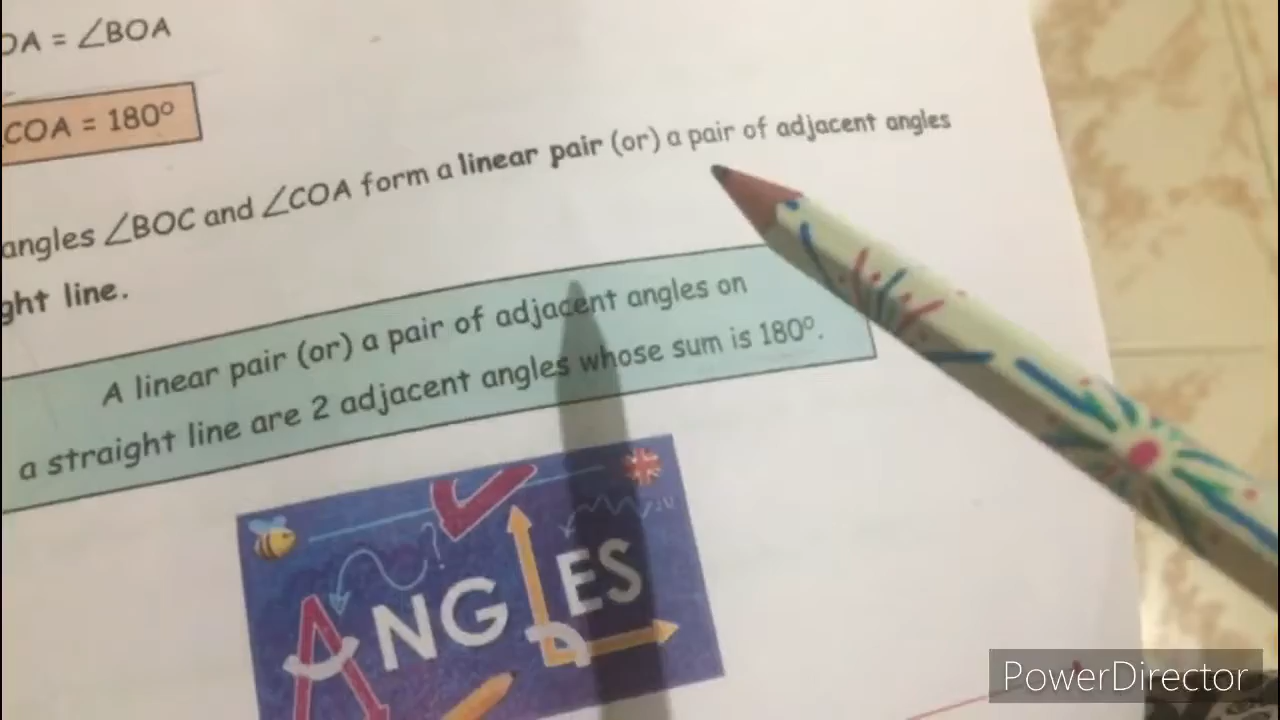 OA = ∠BOA
COA = 180°
angles ∠BOC and ∠COA form a linear pair (or) a pair of adjacent angles
ght line.
A linear pair (or) a pair of adjacent angles on
a straight line are 2 adjacent angles whose sum is 180°.
ANGLES
PowerDirector